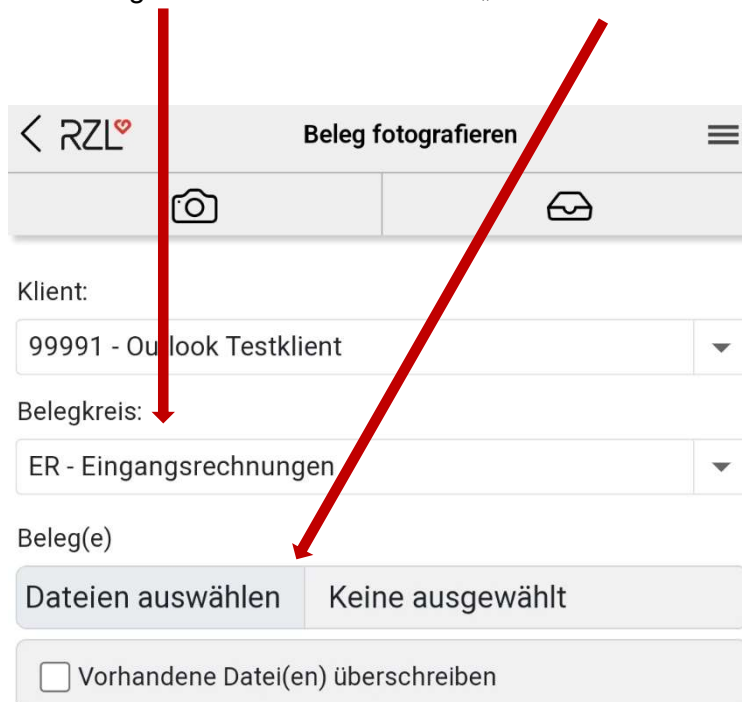 RZL Beleg fotografieren
Klient:
99991 - Outlook Testklient
Belegkreis:
ER - Eingangsrechnungen
Beleg(e)
Dateien auswählen Keine ausgewählt
Vorhandene Datei(en) überschreiben